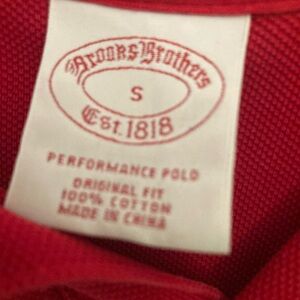 Brooks Brothers
S
Est. 1818
PERFORMANCE POLO
ORIGINAL FIT
100% COTTON
MADE IN CHINA